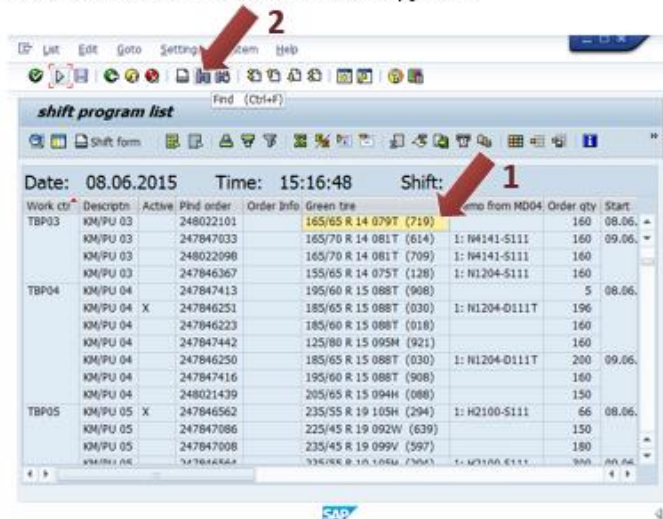 2
List Edit Goto Settings System Help
Find (Ctrl+F)
shift program list
Shift form
Date: 08.06.2015 Time: 15:16:48 Shift:
1
Work ctr Descriptn Active Plnd order Order Info Green tire from MD04 Order qty Start
TBP03 KM/PU 03 248022101 165/65 R 14 079T (719) 160 08.06.
KM/PU 03 247847033 165/70 R 14 081T (614) 1: N4141-S111 160 09.06.
KM/PU 03 248022098 165/70 R 14 081T (709) 1: N4141-S111 160
KM/PU 03 247846367 155/65 R 14 075T (128) 1: N1204-S111 160
TBP04 KM/PU 04 247847413 195/60 R 15 088T (908) 5 08.06.
KM/PU 04 X 247846251 185/65 R 15 088T (030) 1: N1204-D111T 196
KM/PU 04 247846223 185/60 R 15 088T (018) 160
KM/PU 04 247847442 125/80 R 15 095M (921) 160
KM/PU 04 247846250 185/65 R 15 088T (030) 1: N1204-D111T 200 09.06.
KM/PU 04 247847416 195/60 R 15 088T (908) 160
KM/PU 04 248021439 205/65 R 15 094H (088) 150
TBP05 KM/PU 05 X 247846562 235/55 R 19 105H (294) 1: H2100-S111 66 08.06.
KM/PU 05 247847086 225/45 R 19 092W (639) 150
KM/PU 05 247847008 235/45 R 19 099V (597) 180
SAP